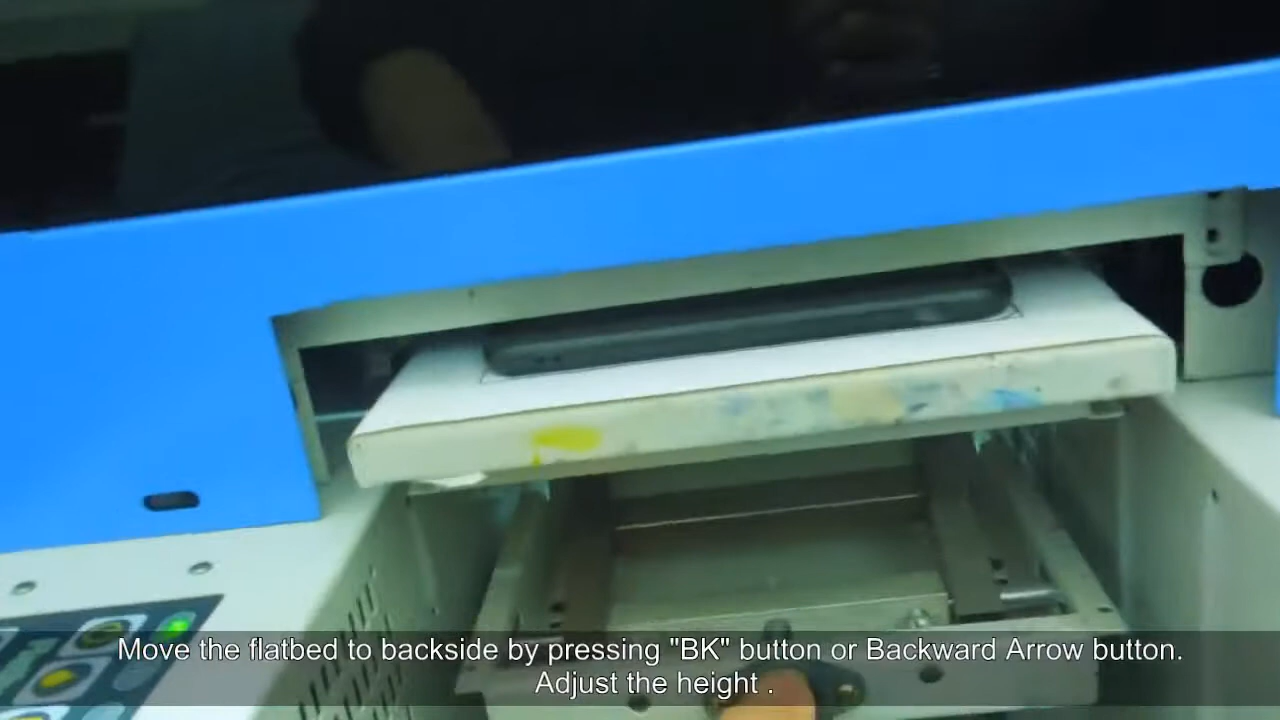 Move the flatbed to backside by pressing "BK" button or Backward Arrow button.
Adjust the height .